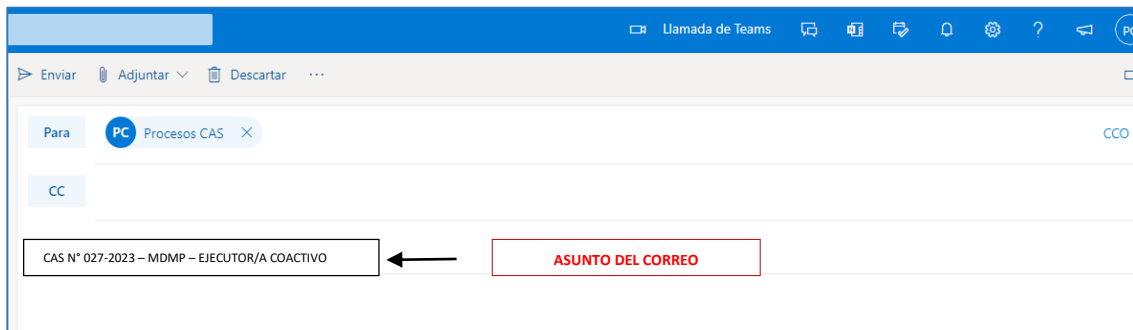 Llamada de Teams
PC
Enviar Adjuntar Descartar ...
Para PC Procesos CAS CCO
CC
CAS N° 027-2023 – MDMP – EJECUTOR/A COACTIVO
ASUNTO DEL CORREO